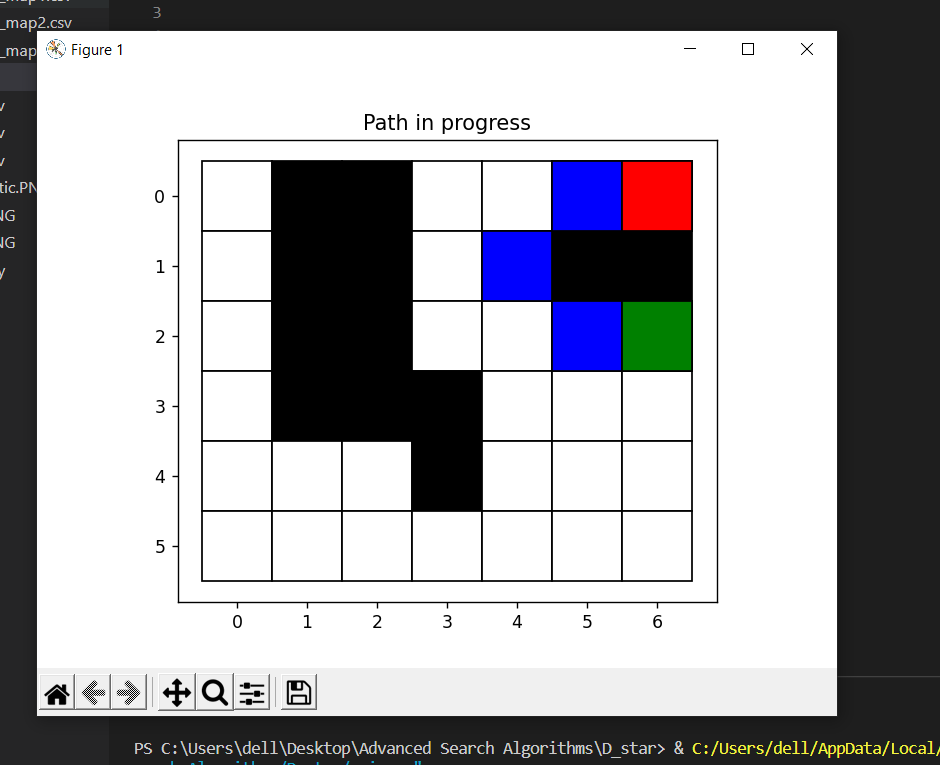 _map2.csv
3
_map
Figure 1
v
v
v
tic.PN
NG
NG
y
Path in progress
0
1
2
3
4
5
0 1 2 3 4 5 6
PS C:\Users\dell\Desktop\Advanced Search Algorithms\D_star> & C:/Users/dell/AppData/Local/